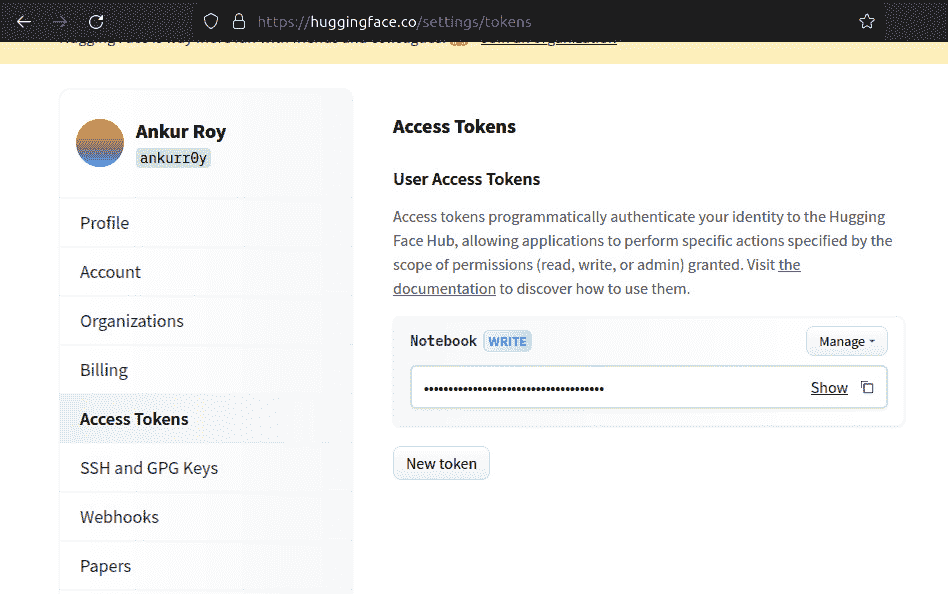 https://huggingface.co/settings/tokens
Ankur Roy
ankurr0y
Profile
Account
Organizations
Billing
Access Tokens
SSH and GPG Keys
Webhooks
Papers
Access Tokens
User Access Tokens
Access tokens programmatically authenticate your identity to the Hugging
Face Hub, allowing applications to perform specific actions specified by the
scope of permissions (read, write, or admin) granted. Visit the
documentation to discover how to use them.
Notebook WRITE
Manage
•••••••••••••••••••••••••••••••••••••
Show
New token